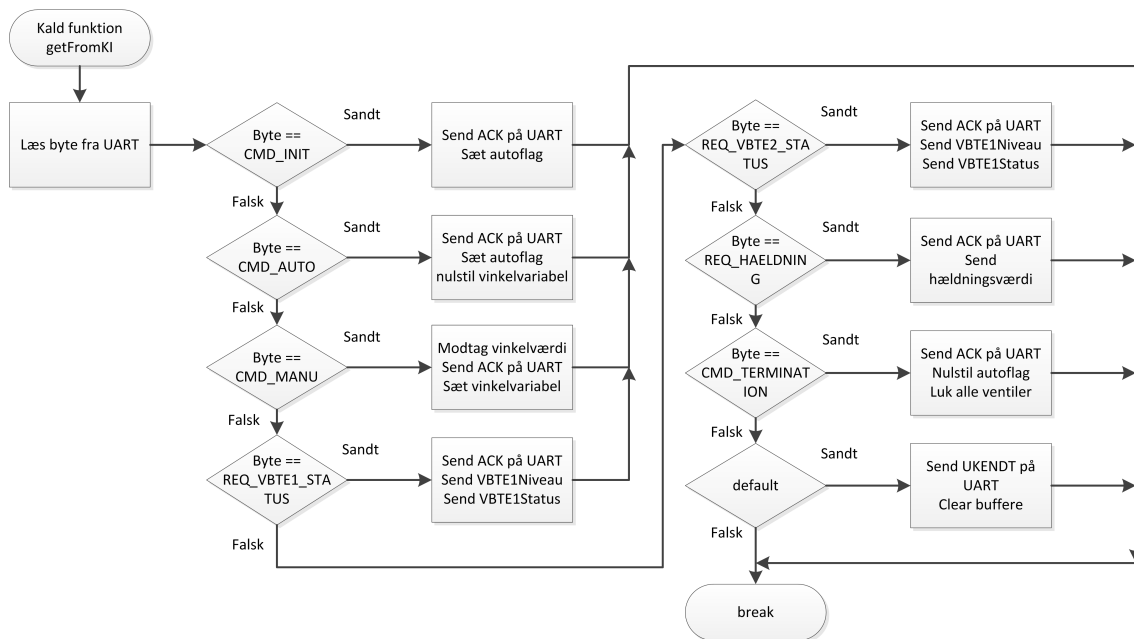 Kald funktion
getFromKI
Læs byte fra UART
Byte ==
CMD_INIT
Sandt
Send ACK på UART
Sæt autoflag
Falsk
Byte ==
CMD_AUTO
Sandt
Send ACK på UART
Sæt autoflag
nulstil vinkelvariabel
Falsk
Byte ==
CMD_MANU
Sandt
Modtag vinkelværdi
Send ACK på UART
Sæt vinkelvariabel
Falsk
Byte ==
REQ_VBTE1_STA
TUS
Sandt
Send ACK på UART
Send VBTE1Niveau
Send VBTE1Status
Falsk
Byte ==
REQ_VBTE2_STA
TUS
Sandt
Send ACK på UART
Send VBTE1Niveau
Send VBTE1Status
Falsk
Byte ==
REQ_HAELDNIN
G
Sandt
Send ACK på UART
Send
hældningsværdi
Falsk
Byte ==
CMD_TERMINAT
ION
Sandt
Send ACK på UART
Nulstil autoflag
Luk alle ventiler
Falsk
default
Sandt
Send UKENDT på
UART
Clear buffere
Falsk
break